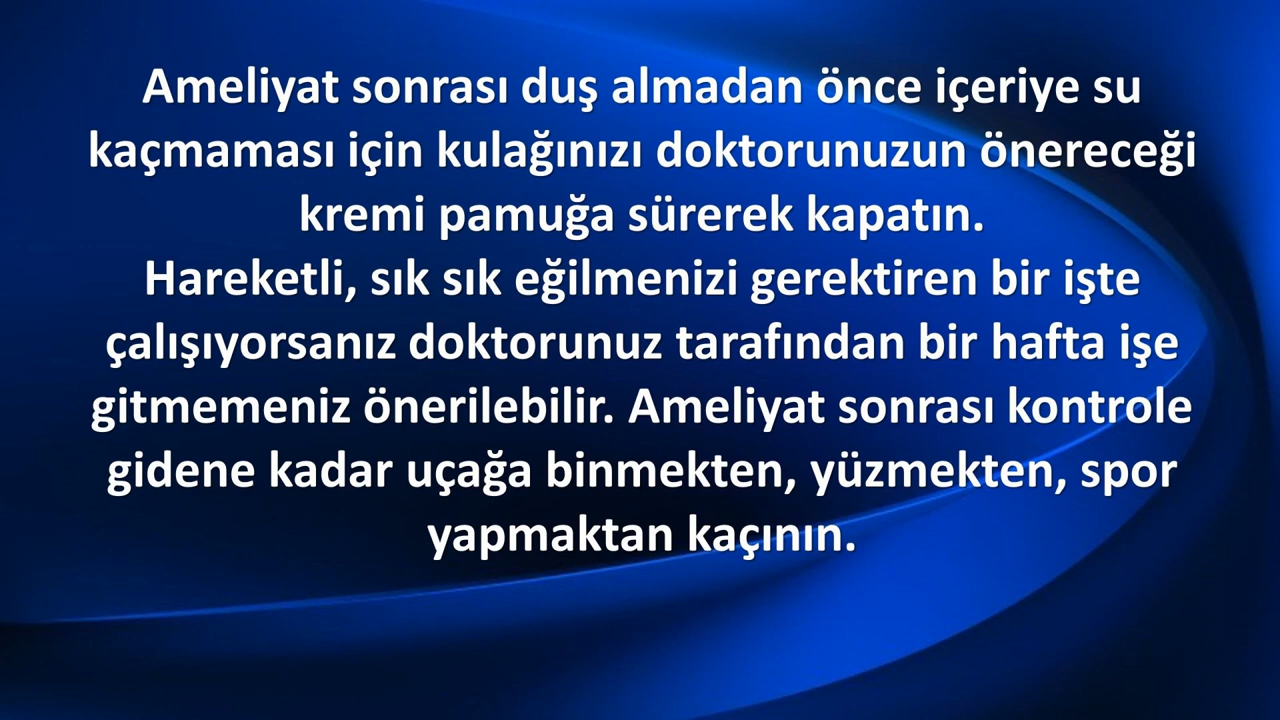 Ameliyat sonrası duş almadan önce içeriye su
kaçmaması için kulağınızı doktorunuzun önereceği
kremi pamuğa sürerek kapatın.
Hareketli, sık sık eğilmenizi gerektiren bir işte
çalışıyorsanız doktorunuz tarafından bir hafta işe
gitmemeniz önerilebilir. Ameliyat sonrası kontrole
gidene kadar uçağa binmekten, yüzmekten, spor
yapmaktan kaçının.